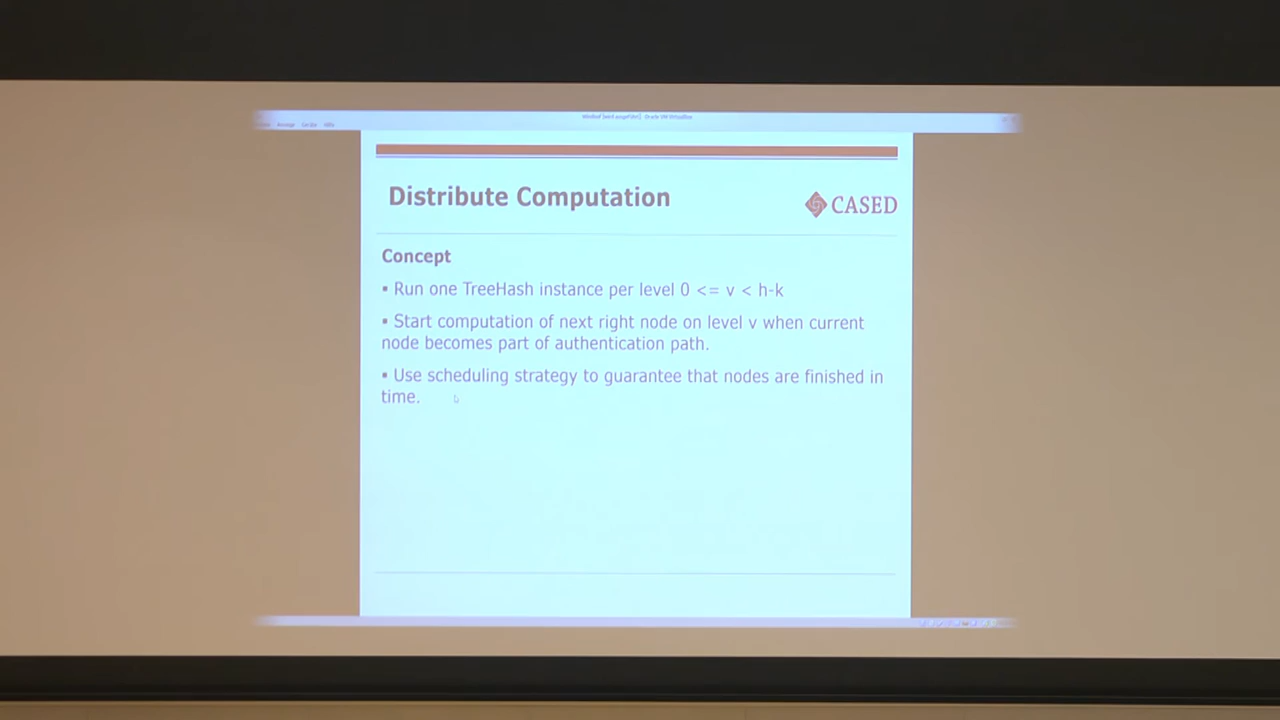 Distribute Computation
CASED
Concept
▪ Run one TreeHash instance per level 0 <= v < h-k
▪ Start computation of next right node on level v when current
node becomes part of authentication path.
▪ Use scheduling strategy to guarantee that nodes are finished in
time.